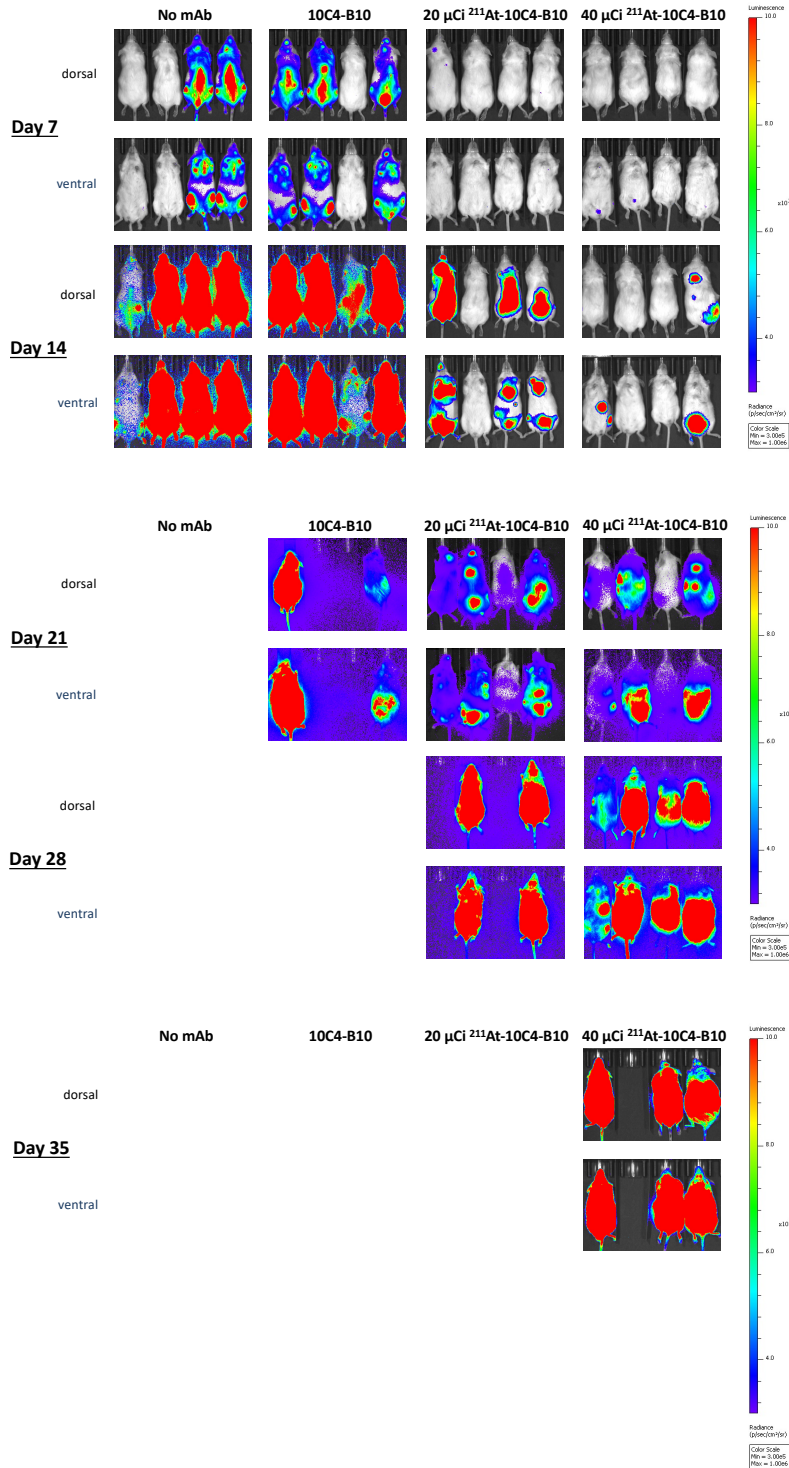 No mAb 10C4-B10 20 µCi ²¹¹At-10C4-B10 40 µCi ²¹¹At-10C4-B10
Luminescence
10.0
dorsal
Day 7
8.0
ventral
x10
6.0
dorsal
Day 14
4.0
ventral
Radiance
(p/sec/cm²/sr)
Color Scale
Min = 3.00e5
Max = 1.00e6
No mAb 10C4-B10 20 µCi ²¹¹At-10C4-B10 40 µCi ²¹¹At-10C4-B10
Luminescence
10.0
dorsal
Day 21
8.0
ventral
x10
6.0
dorsal
4.0
Day 28
ventral
Radiance
(p/sec/cm²/sr)
Color Scale
Min = 3.00e5
Max = 1.00e6
No mAb 10C4-B10 20 µCi ²¹¹At-10C4-B10 40 µCi ²¹¹At-10C4-B10
Luminescence
10.0
dorsal
Day 35
8.0
ventral
x10
6.0
4.0
Radiance
(p/sec/cm²/sr)
Color Scale
Min = 3.00e5
Max = 1.00e6